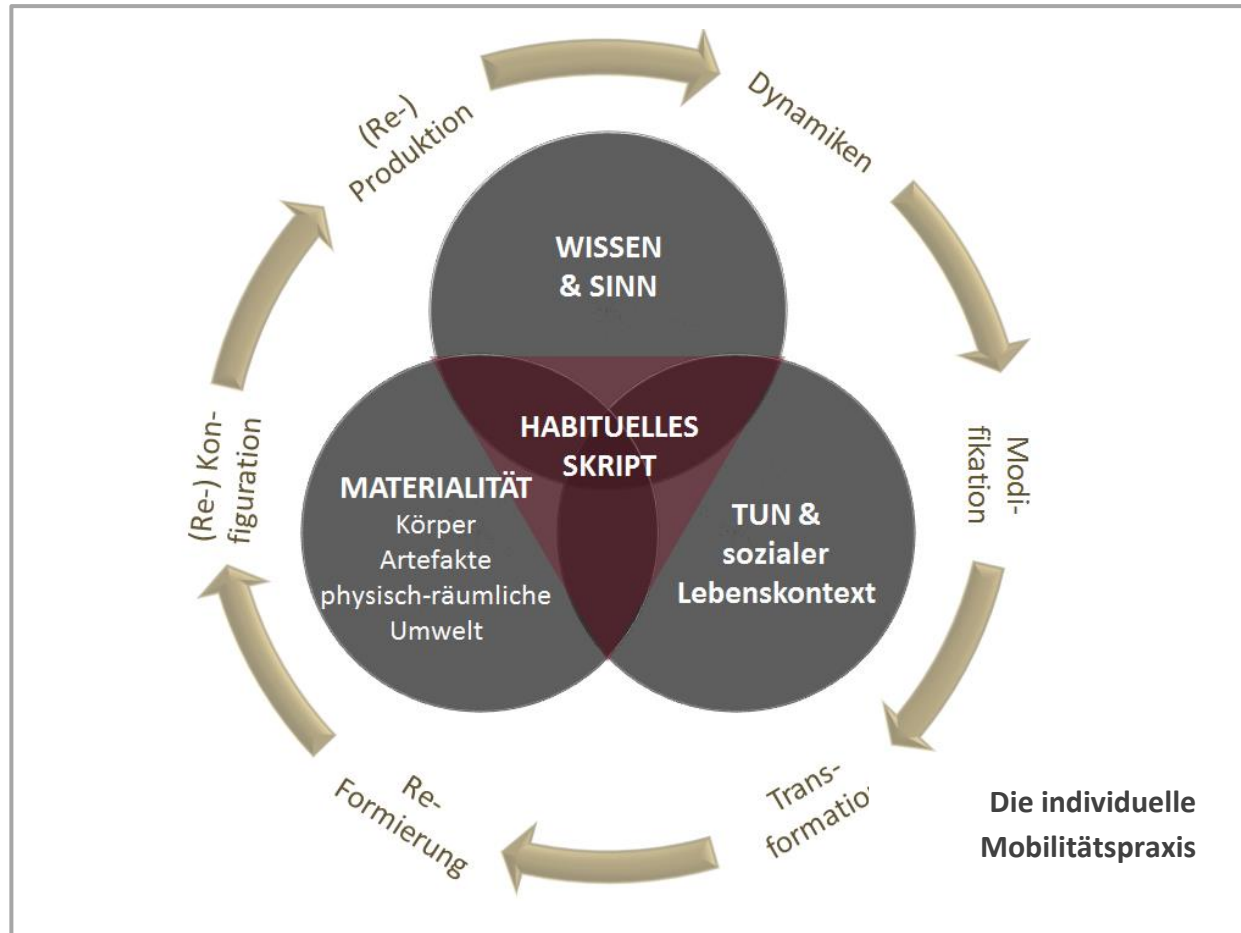 (Re-)
Produktion
Dynamiken
Modi-
fikation
Trans-
formatio
Re-
Formierung
(Re-) Kon-
figuration
WISSEN
& SINN
HABITUELLES
SKRIPT
MATERIALITÄT
Körper
Artefakte
physisch-räumliche
Umwelt
TUN &
sozialer
Lebenskontext
Die individuelle
Mobilitätspraxis